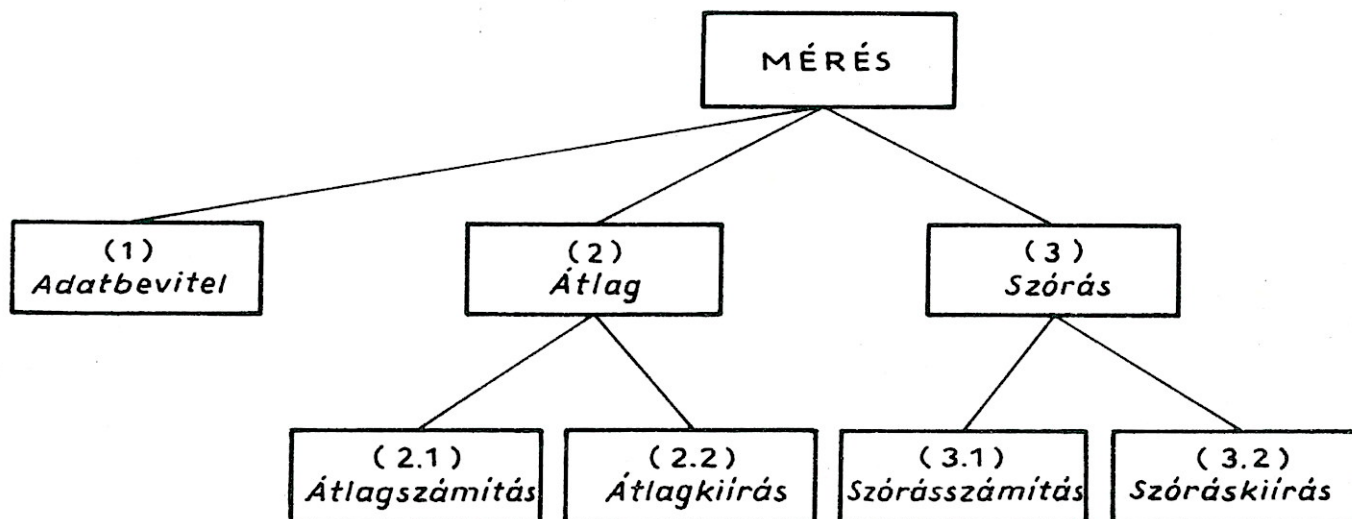 MÉRÉS
(1)
Adatbevitel
(2)
Átlag
(3)
Szórás
(2.1)
Átlagszámítás
(2.2)
Átlagkiírás
(3.1)
Szórásszámítás
(3.2)
Szóráskiírás